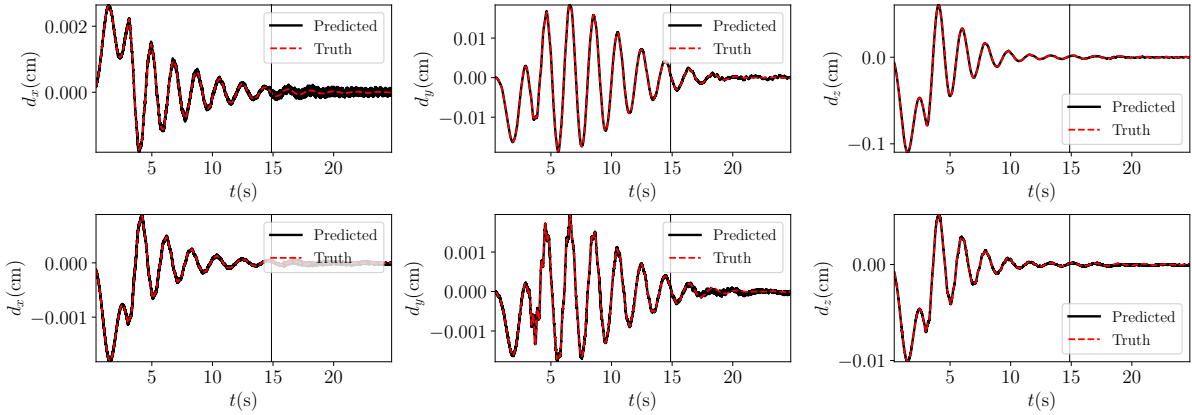 0.002
0.000
d_x(cm)
Predicted
Truth
5 10 15 20
t(s)
0.01
0.00
−0.01
d_y(cm)
Predicted
Truth
5 10 15 20
t(s)
0.0
−0.1
d_z(cm)
Predicted
Truth
5 10 15 20
t(s)
0.000
−0.001
d_x(cm)
Predicted
Truth
5 10 15 20
t(s)
0.001
0.000
−0.001
d_y(cm)
Predicted
Truth
5 10 15 20
t(s)
0.00
−0.01
d_z(cm)
Predicted
Truth
5 10 15 20
t(s)